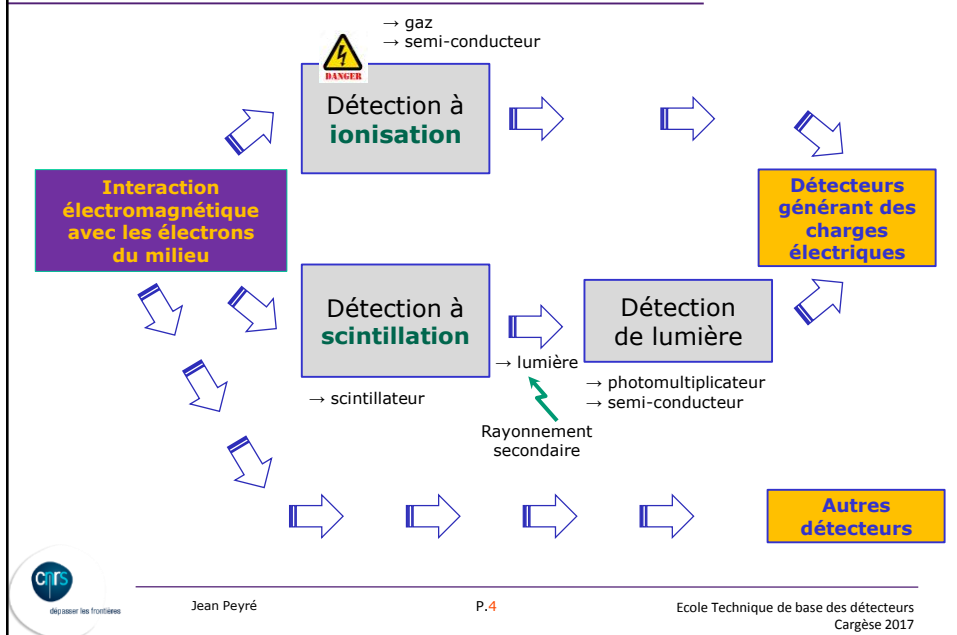 → gaz
→ semi-conducteur
DANGER
Détection à
ionisation
Interaction
électromagnétique
avec les électrons
du milieu
Détecteurs
générant des
charges
électriques
Détection à
scintillation
Détection
de lumière
→ lumière
→ scintillateur
→ photomultiplicateur
→ semi-conducteur
Rayonnement
secondaire
Autres
détecteurs
cnrs
dépasser les frontières
Jean Peyré
P.4
Ecole Technique de base des détecteurs
Cargèse 2017